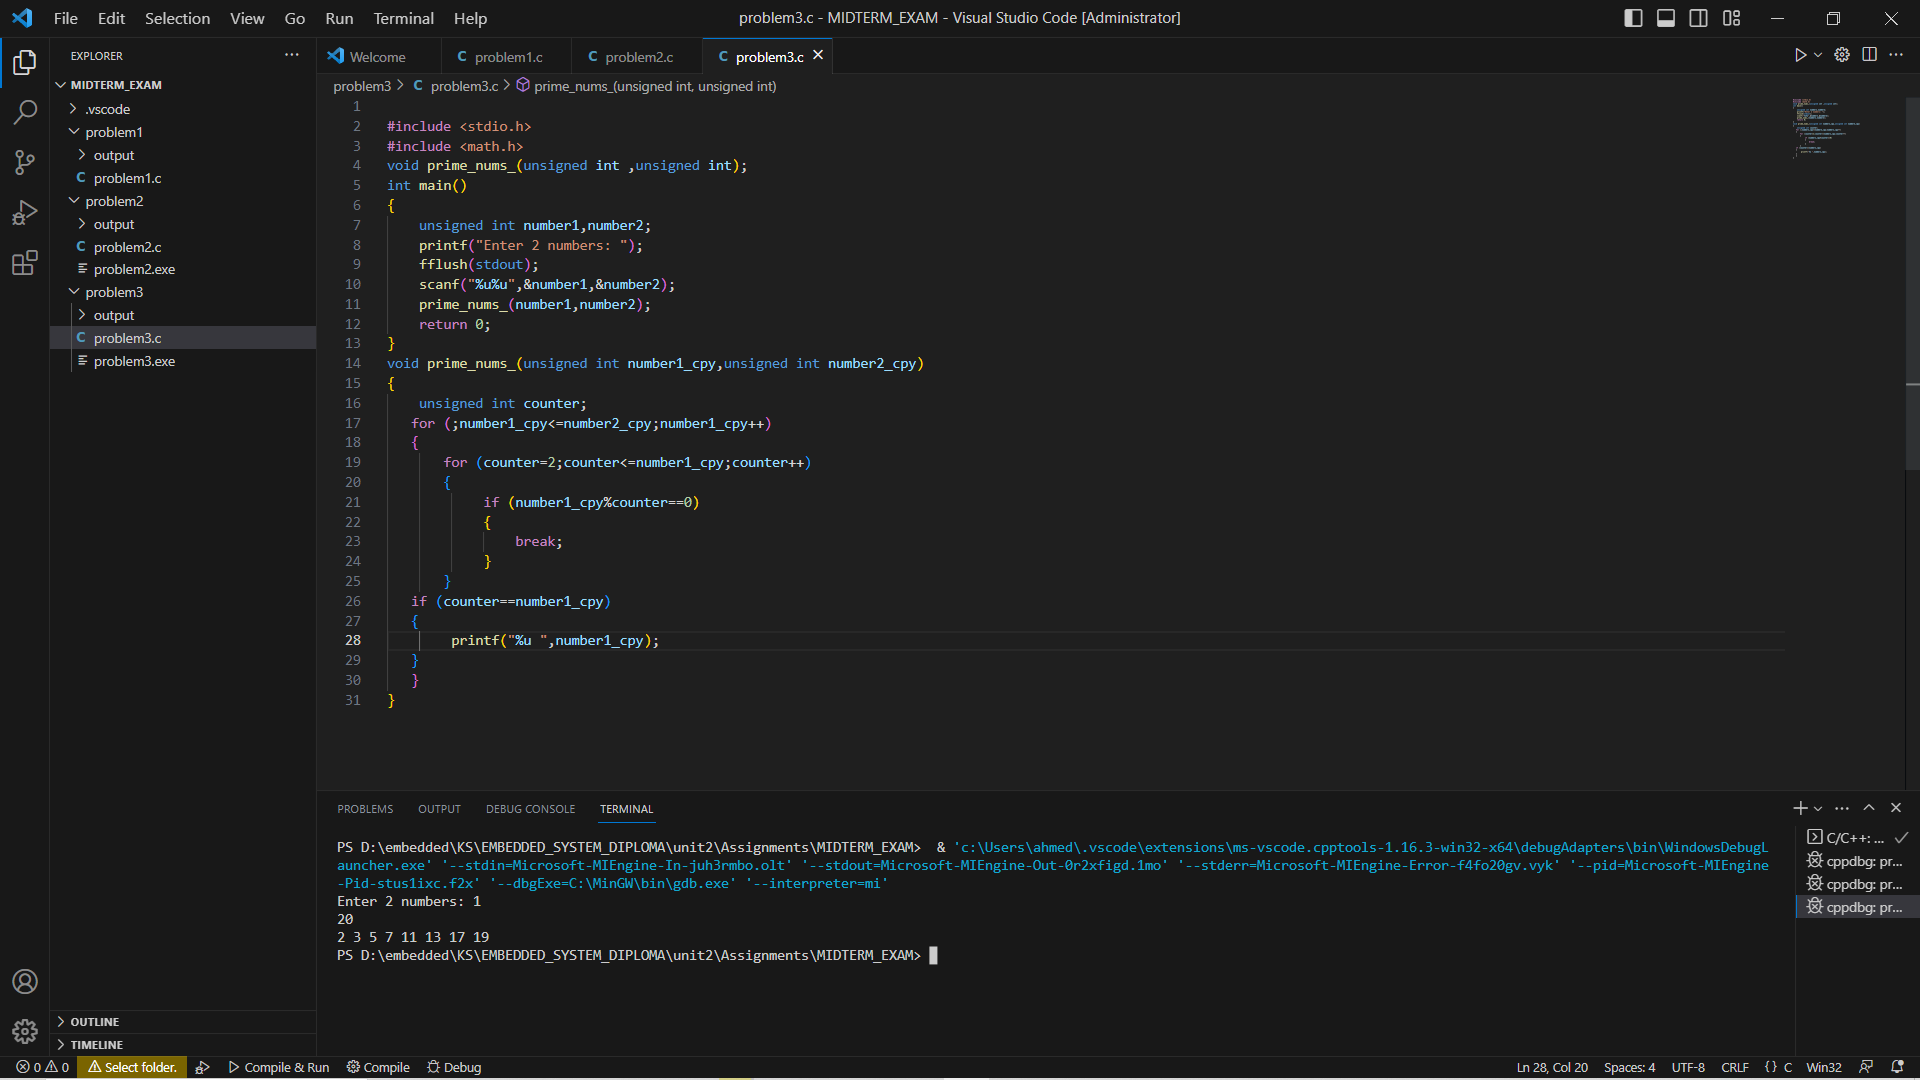 File Edit Selection View Go Run Terminal Help
problem3.c - MIDTERM_EXAM - Visual Studio Code [Administrator]
EXPLORER
MIDTERM_EXAM
.vscode
problem1
output
C problem1.c
problem2
output
C problem2.c
problem2.exe
problem3
output
C problem3.c
problem3.exe
OUTLINE
TIMELINE
Welcome C problem1.c C problem2.c C problem3.c
problem3 > C problem3.c > prime_nums_(unsigned int, unsigned int)
1
2 #include <stdio.h>
3 #include <math.h>
4 void prime_nums_(unsigned int ,unsigned int);
5 int main()
6 {
7 unsigned int number1,number2;
8 printf("Enter 2 numbers: ");
9 fflush(stdout);
10 scanf("%u%u",&number1,&number2);
11 prime_nums_(number1,number2);
12 return 0;
13 }
14 void prime_nums_(unsigned int number1_cpy,unsigned int number2_cpy)
15 {
16 unsigned int counter;
17 for (;number1_cpy<=number2_cpy;number1_cpy++)
18 {
19 for (counter=2;counter<=number1_cpy;counter++)
20 {
21 if (number1_cpy%counter==0)
22 {
23 break;
24 }
25 }
26 if (counter==number1_cpy)
27 {
28 printf("%u ",number1_cpy);
29 }
30 }
31 }
PROBLEMS OUTPUT DEBUG CONSOLE TERMINAL
PS D:\embedded\KS\EMBEDDED_SYSTEM_DIPLOMA\unit2\Assignments\MIDTERM_EXAM> & 'c:\Users\ahmed\.vscode\extensions\ms-vscode.cpptools-1.16.3-win32-x64\debugAdapters\bin\WindowsDebugL
auncher.exe' '--stdin=Microsoft-MIEngine-In-juh3rmbo.olt' '--stdout=Microsoft-MIEngine-Out-0r2xfigd.1mo' '--stderr=Microsoft-MIEngine-Error-f4fo20gv.vyk' '--pid=Microsoft-MIEngine
-Pid-stus1ixc.f2x' '--dbgExe=C:\MinGW\bin\gdb.exe' '--interpreter=mi'
Enter 2 numbers: 1
20
2 3 5 7 11 13 17 19
PS D:\embedded\KS\EMBEDDED_SYSTEM_DIPLOMA\unit2\Assignments\MIDTERM_EXAM>
C/C++: ...
cppdbg: pr...
cppdbg: pr...
cppdbg: pr...
0 0 Select folder. Compile & Run Compile Debug
Ln 28, Col 20 Spaces: 4 UTF-8 CRLF {} C Win32